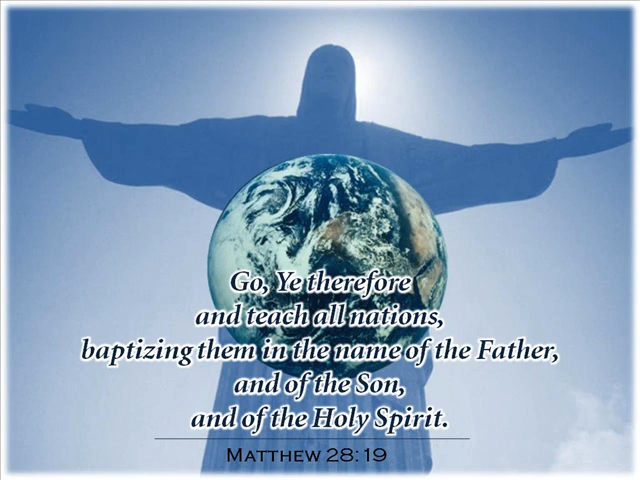 Go, Ye therefore
and teach all nations,
baptizing them in the name of the Father,
and of the Son,
and of the Holy Spirit.
Matthew 28:19